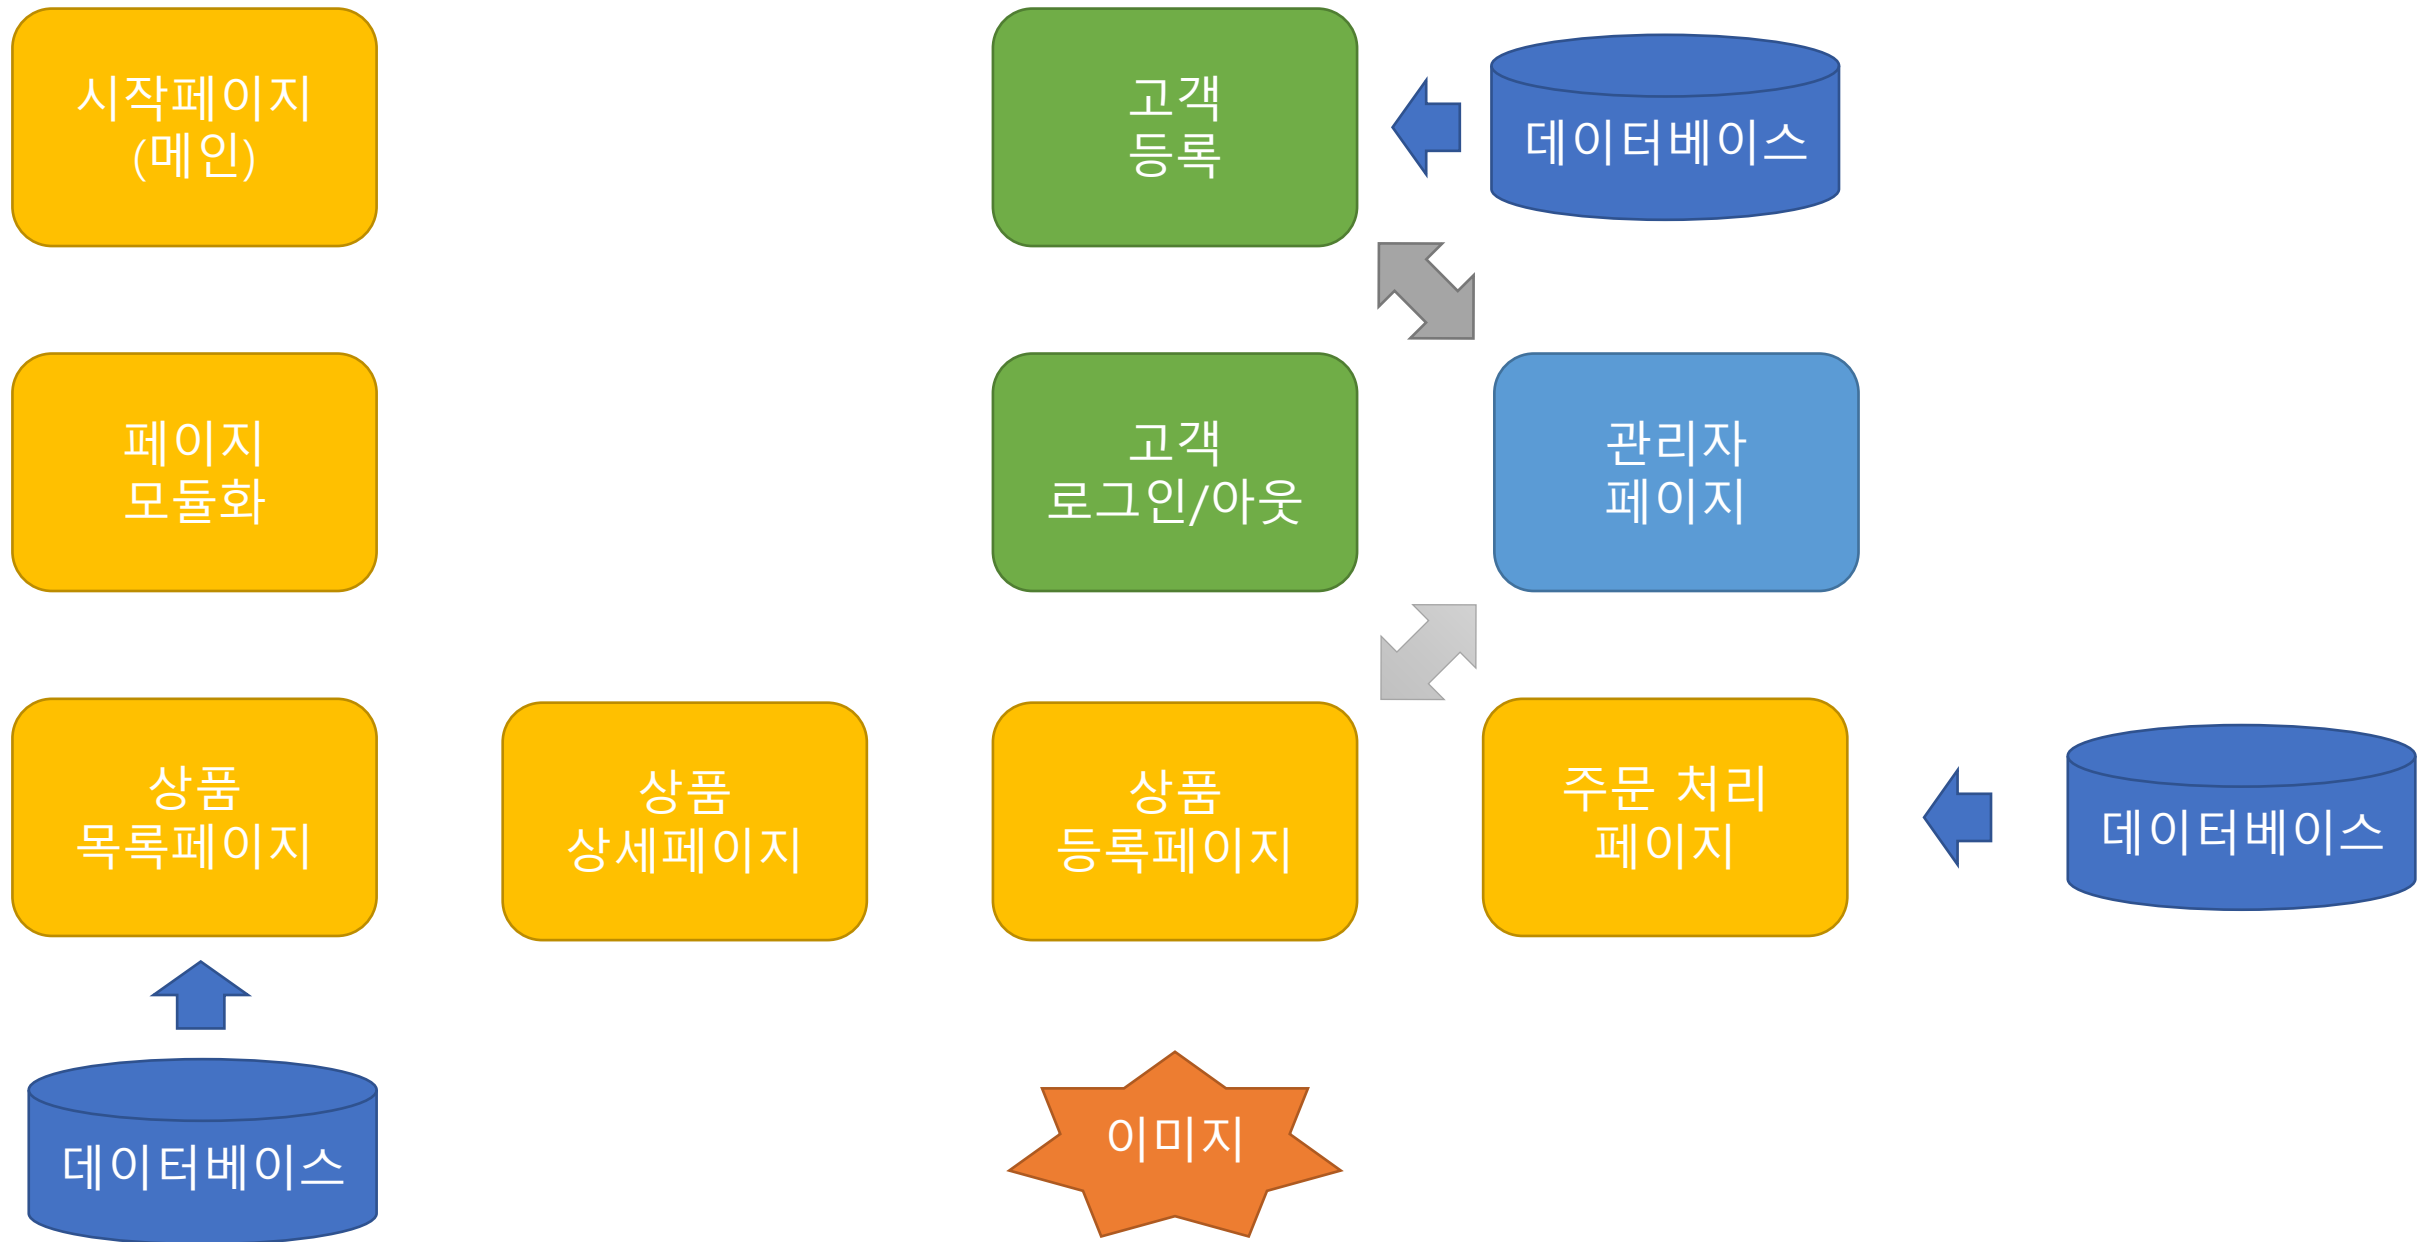 시작페이지
(메인)
고객
등록
데이터베이스
페이지
모듈화
고객
로그인/아웃
관리자
페이지
상품
목록페이지
상품
상세페이지
상품
등록페이지
주문 처리
페이지
데이터베이스
데이터베이스
이미지